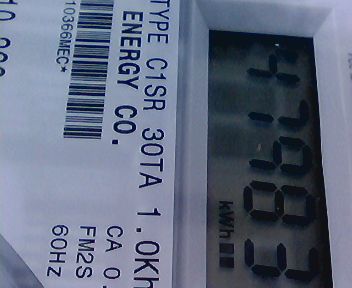 47983
kWh
TYPE C1SR 30TA 1.0Kh
ENERGY CO.
CA 0.
FM2S
10366MEC*
60Hz